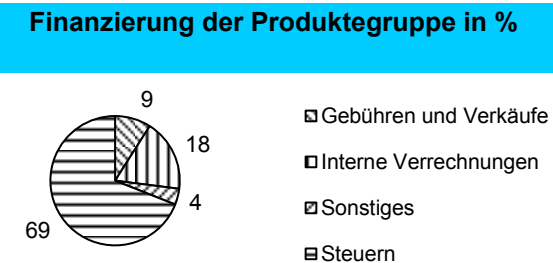 Finanzierung der Produktegruppe in %
9
18
4
69
Gebühren und Verkäufe
Interne Verrechnungen
Sonstiges
Steuern